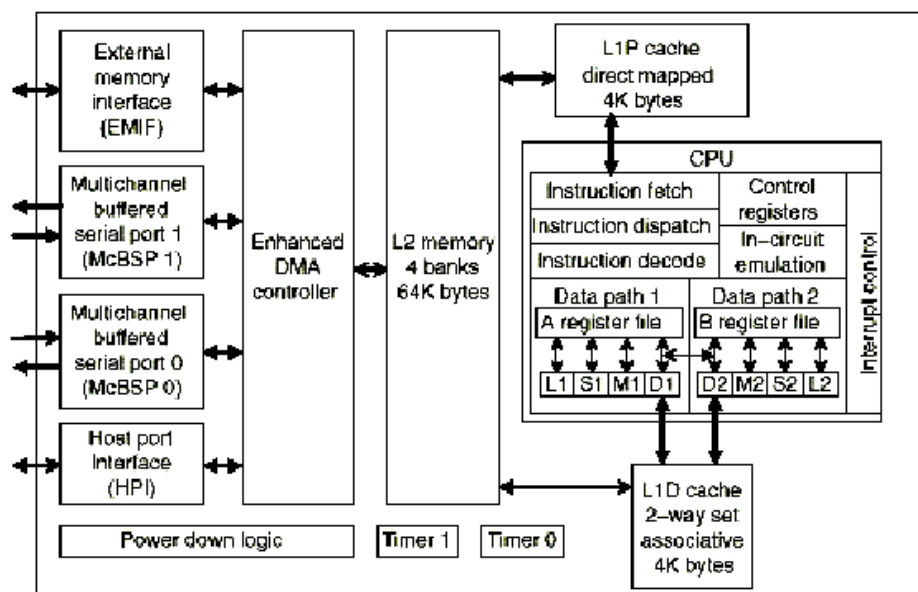 External
memory
interface
(EMIF)
Multichannel
buffered
serial port 1
(McBSP 1)
Multichannel
buffered
serial port 0
(McBSP 0)
Host port
Interface
(HPI)
Power down logic
Enhanced
DMA
controller
L2 memory
4 banks
64K bytes
Timer 1
Timer 0
L1P cache
direct mapped
4K bytes
CPU
Instruction fetch
Instruction dispatch
Instruction decode
Control
registers
In-circuit
emulation
Interrupt control
Data path 1
A register file
L1 S1 M1 D1
Data path 2
B register file
D2 M2 S2 L2
L1D cache
2-way set
associative
4K bytes